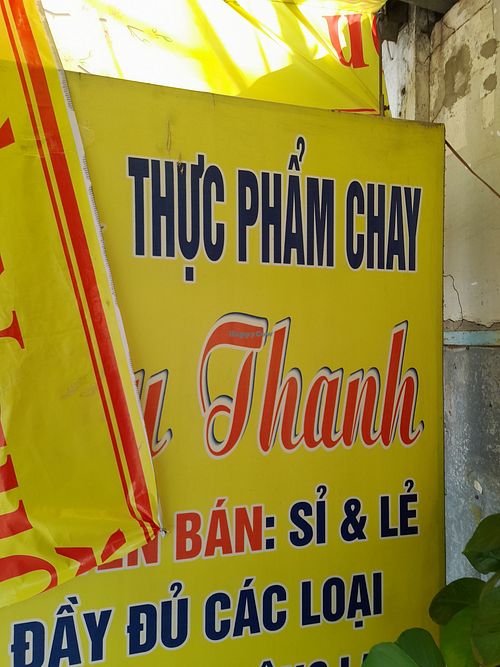 THỰC PHẨM CHAY
Thanh
BÁN: SỈ & LẺ
ĐẦY ĐỦ CÁC LOẠI